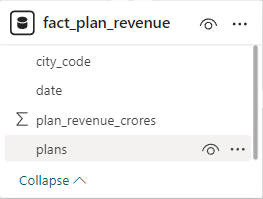 fact_plan_revenue
city_code
date
plan_revenue_crores
plans
Collapse